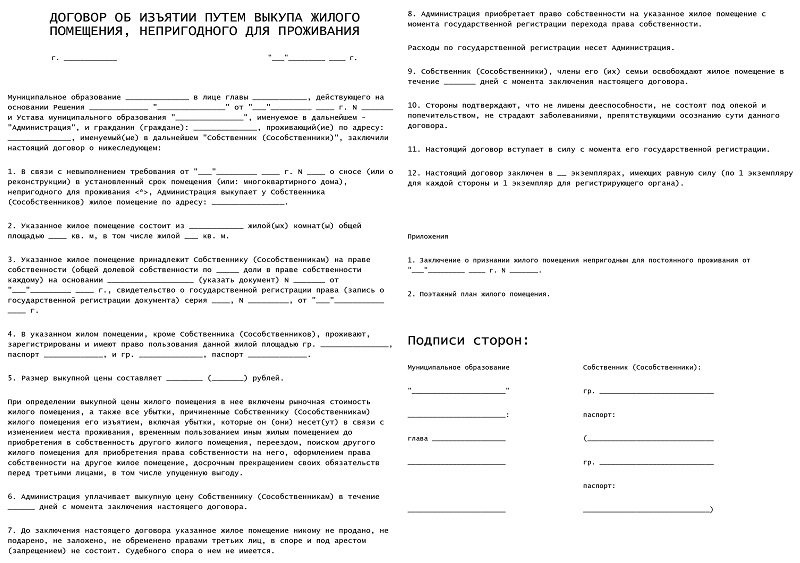 ДОГОВОР ОБ ИЗЪЯТИИ ПУТЕМ ВЫКУПА ЖИЛОГО
ПОМЕЩЕНИЯ, НЕПРИГОДНОГО ДЛЯ ПРОЖИВАНИЯ
г. ____________ "___"________ ____ г.
Муниципальное образование _______________ в лице главы _____________, действующего на
основании Решения ______________ "________________" от "___"__________ г. N _______
и Устава муниципального образования "________________", именуемое в дальнейшем -
"Администрация", и гражданин (граждане): _______________, проживающий(ие) по адресу:
_______________, именуемый(е) в дальнейшем "Собственник (Сособственники)", заключили
настоящий договор о нижеследующем:
1. В связи с невыполнением требования от "___"________ ____ г. N ____ о сносе (или о
реконструкции) в установленный срок помещения (или: многоквартирного дома),
непригодного для проживания <*>, Администрация выкупает у Собственника
(Сособственников) жилое помещение по адресу: _________________.
2. Указанное жилое помещение состоит из _____________ жилой(ых) комнат(ы) общей
площадью ____ кв. м, в том числе жилой ___ кв. м.
3. Указанное жилое помещение принадлежит Собственнику (Сособственникам) на праве
собственности (общей долевой собственности по _____ доли в праве собственности
каждому) на основании ____________________ (указать документ) N _______ от
"___"_________ ____ г., свидетельство о государственной регистрации права (запись о
государственной регистрации документа) серия ____, N _________, от "___"____________
____ г.
4. В указанном жилом помещении, кроме Собственника (Сособственников), проживают,
зарегистрированы и имеют право пользования данной жилой площадью гр. ________________,
паспорт ______________, и гр. _______________, паспорт ______________.
5. Размер выкупной цены составляет ________ (_______) рублей.
При определении выкупной цены жилого помещения в нее включены рыночная стоимость
жилого помещения, а также все убытки, причиненные Собственнику (Сособственникам)
жилого помещения его изъятием, включая убытки, которые он (они) несет(ут) в связи с
изменением места проживания, временным пользованием иным жилым помещением до
приобретения в собственность другого жилого помещения, переездом, поиском другого
жилого помещения для приобретения права собственности на него, оформлением права
собственности на другое жилое помещение, досрочным прекращением своих обязательств
перед третьими лицами, в том числе упущенную выгоду.
6. Администрация уплачивает выкупную цену Собственнику (Сособственникам) в течение
______ дней с момента заключения настоящего договора.
7. До заключения настоящего договора указанное жилое помещение никому не продано, не
подарено, не заложено, не обременено правами третьих лиц, в споре и под арестом
(запрещением) не состоит. Судебного спора о нем не имеется.
8. Администрация приобретает право собственности на указанное жилое помещение с
момента государственной регистрации перехода права собственности.
Расходы по государственной регистрации несет Администрация.
9. Собственник (Сособственники), члены его (их) семьи освобождают жилое помещение в
течение _______ дней с момента заключения настоящего договора.
10. Стороны подтверждают, что не лишены дееспособности, не состоят под опекой и
попечительством, не страдают заболеваниями, препятствующими осознанию сути данного
договора.
11. Настоящий договор вступает в силу с момента его государственной регистрации.
12. Настоящий договор заключен в __ экземплярах, имеющих равную силу (по 1 экземпляру
для каждой стороны и 1 экземпляр для регистрирующего органа).
Приложения
1. Заключение о признании жилого помещения непригодным для постоянного проживания от
"___"_________ ____ г. N _______.
2. Поэтажный план жилого помещения.
Подписи сторон:
Муниципальное образование Собственник (Сособственники):
"_______________________" гр. ____________________________
________________________: паспорт:
глава __________________ (_______________________________
________________________ гр. ____________________________
паспорт:
________________________ _______________________________)